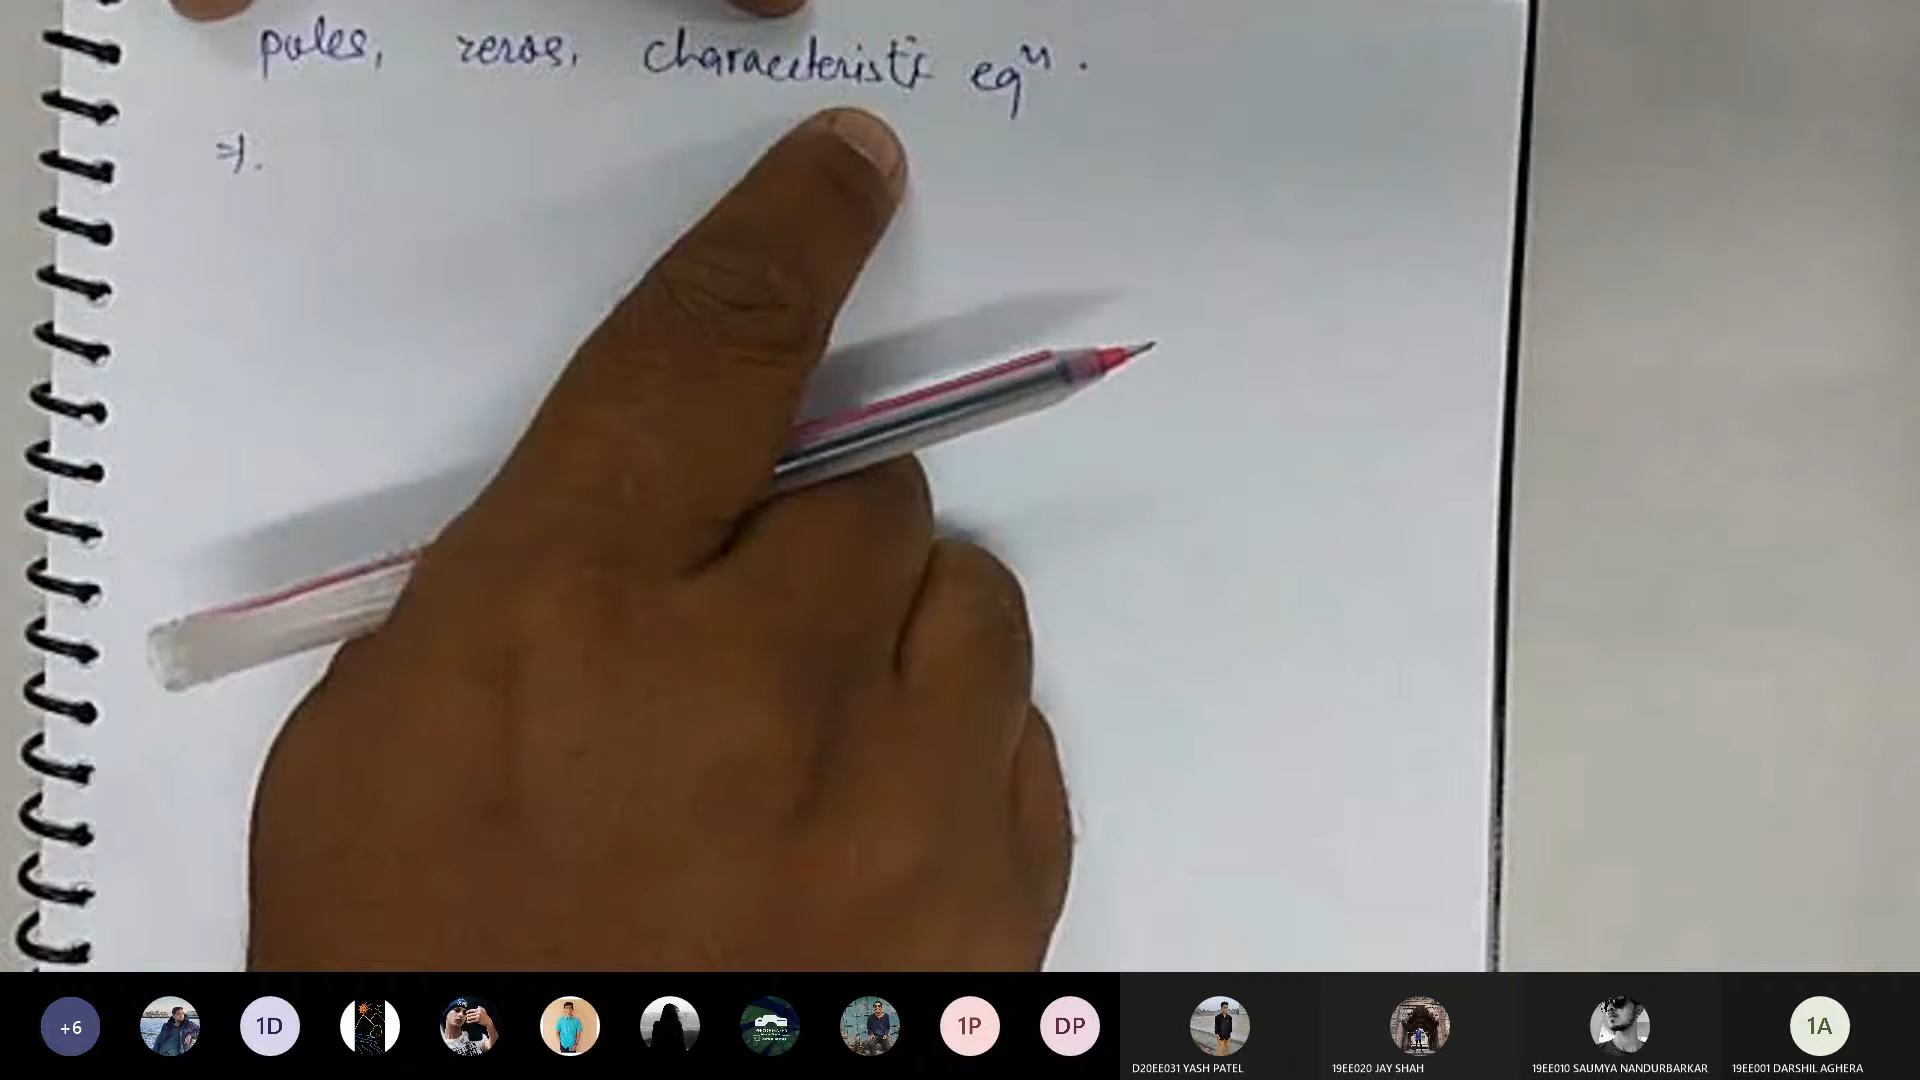 poles, zeros, characteristic eqⁿ.
⇒.
+6
1D
1P
DP
1A
D20EE031 YASH PATEL
19EE020 JAY SHAH
19EE010 SAUMYA NANDURBARKAR
19EE001 DARSHIL AGHERA